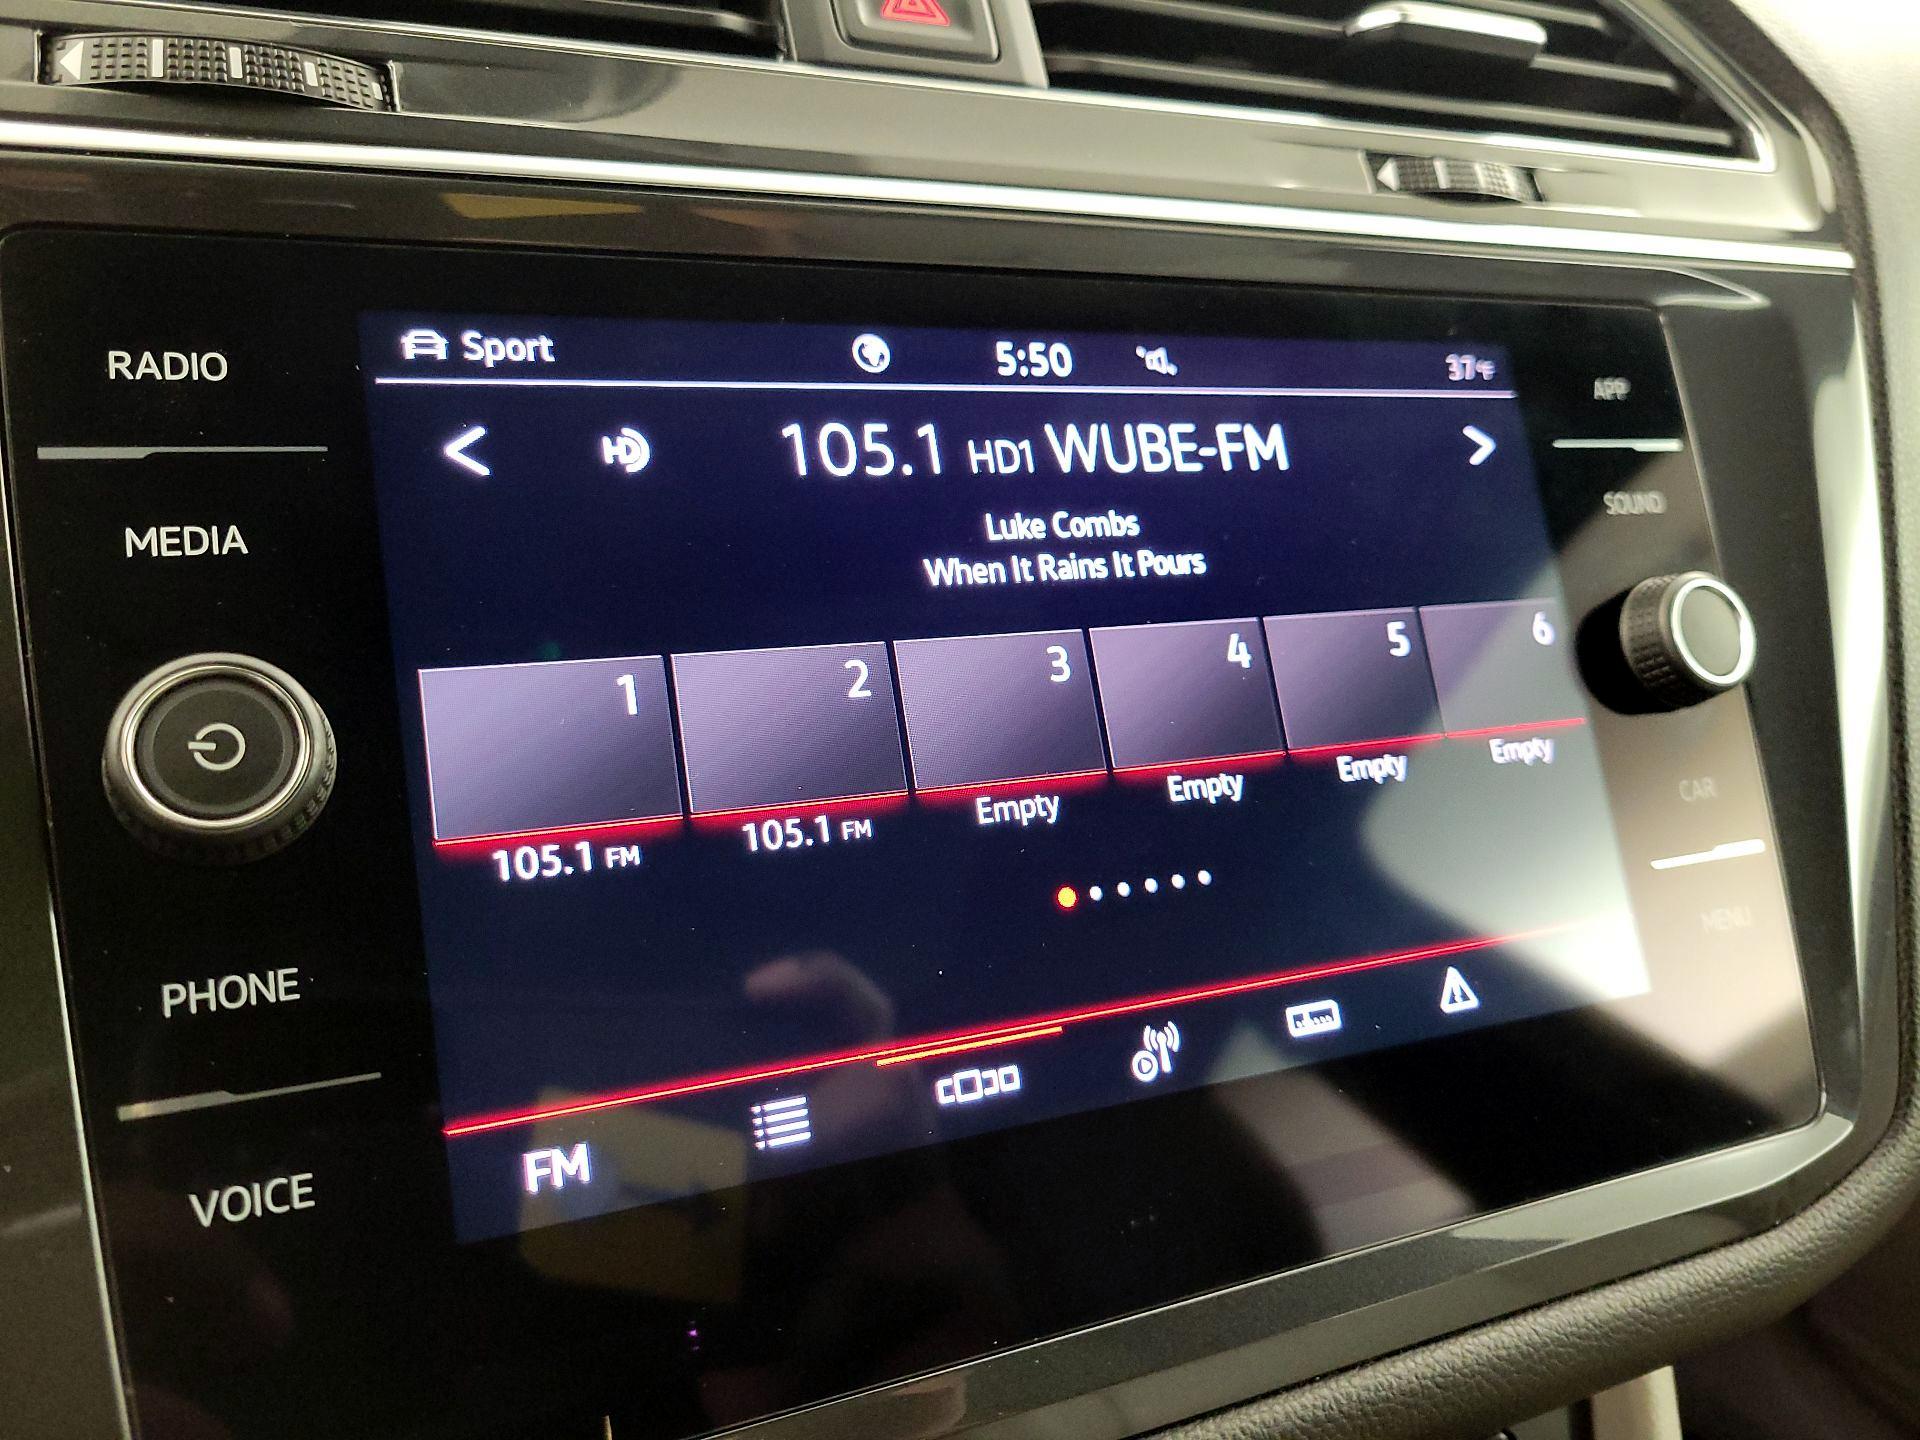 RADIO
MEDIA
PHONE
VOICE
Sport 5:50 37°F
HD 105.1 HD1 WUBE-FM
Luke Combs
When It Rains It Pours
1 2 3 4 5 6
105.1 FM 105.1 FM Empty Empty Empty Empty
FM
APP
SOUND
CAR
MENU